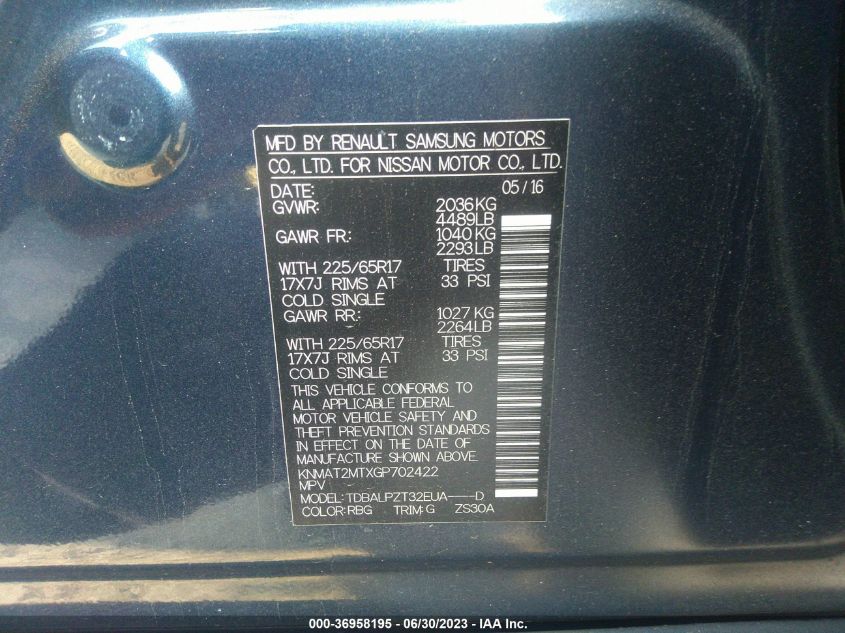 MFD BY RENAULT SAMSUNG MOTORS
CO., LTD. FOR NISSAN MOTOR CO., LTD.
DATE: 05/16
GVWR: 2036KG
4489LB
GAWR FR.: 1040KG
2293LB
WITH 225/65R17 TIRES
17X7J RIMS AT 33 PSI
COLD SINGLE
GAWR RR.: 1027KG
2264LB
WITH 225/65R17 TIRES
17X7J RIMS AT 33 PSI
COLD SINGLE
THIS VEHICLE CONFORMS TO
ALL APPLICABLE FEDERAL
MOTOR VEHICLE SAFETY AND
THEFT PREVENTION STANDARDS
IN EFFECT ON THE DATE OF
MANUFACTURE SHOWN ABOVE.
KNMAT2MTXGP702422
MPV
MODEL:TDBALPZT32EUA----D
COLOR:RBG TRIM:G ZS30A
000-36958195 - 06/30/2023 - IAA Inc.